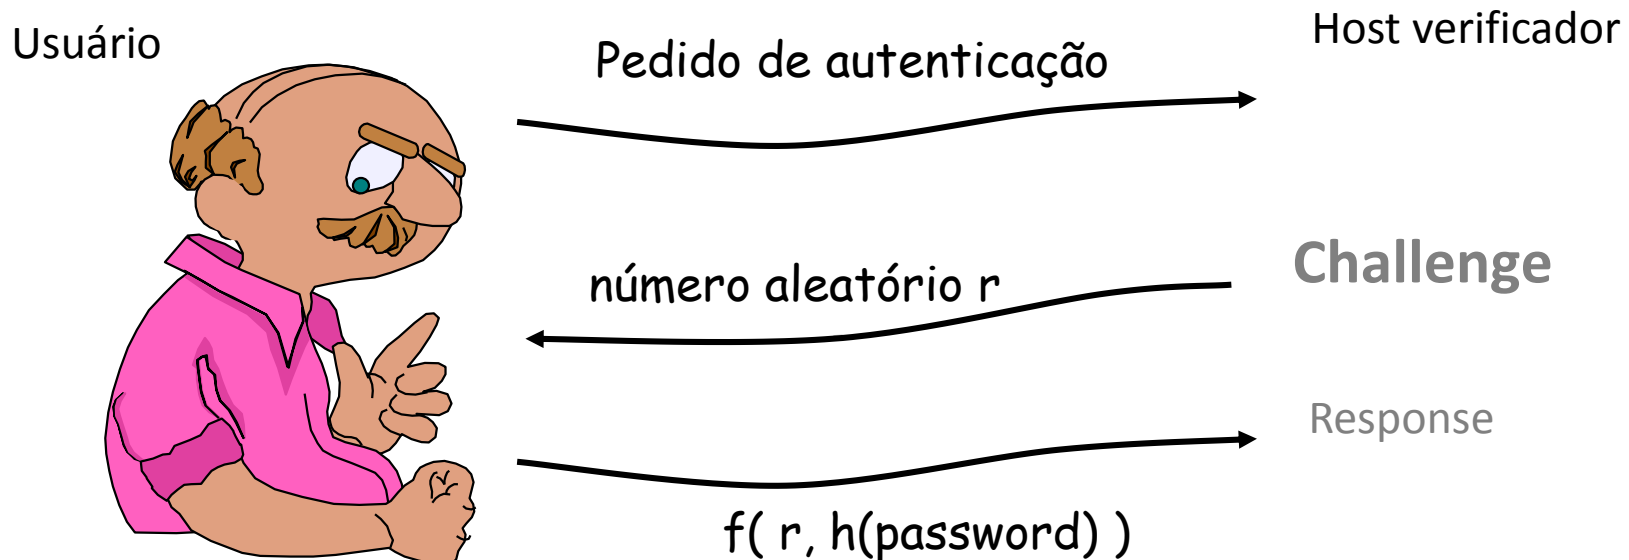 Usuário
Pedido de autenticação
Host verificador
número aleatório r
Challenge
Response
f( r, h(password) )